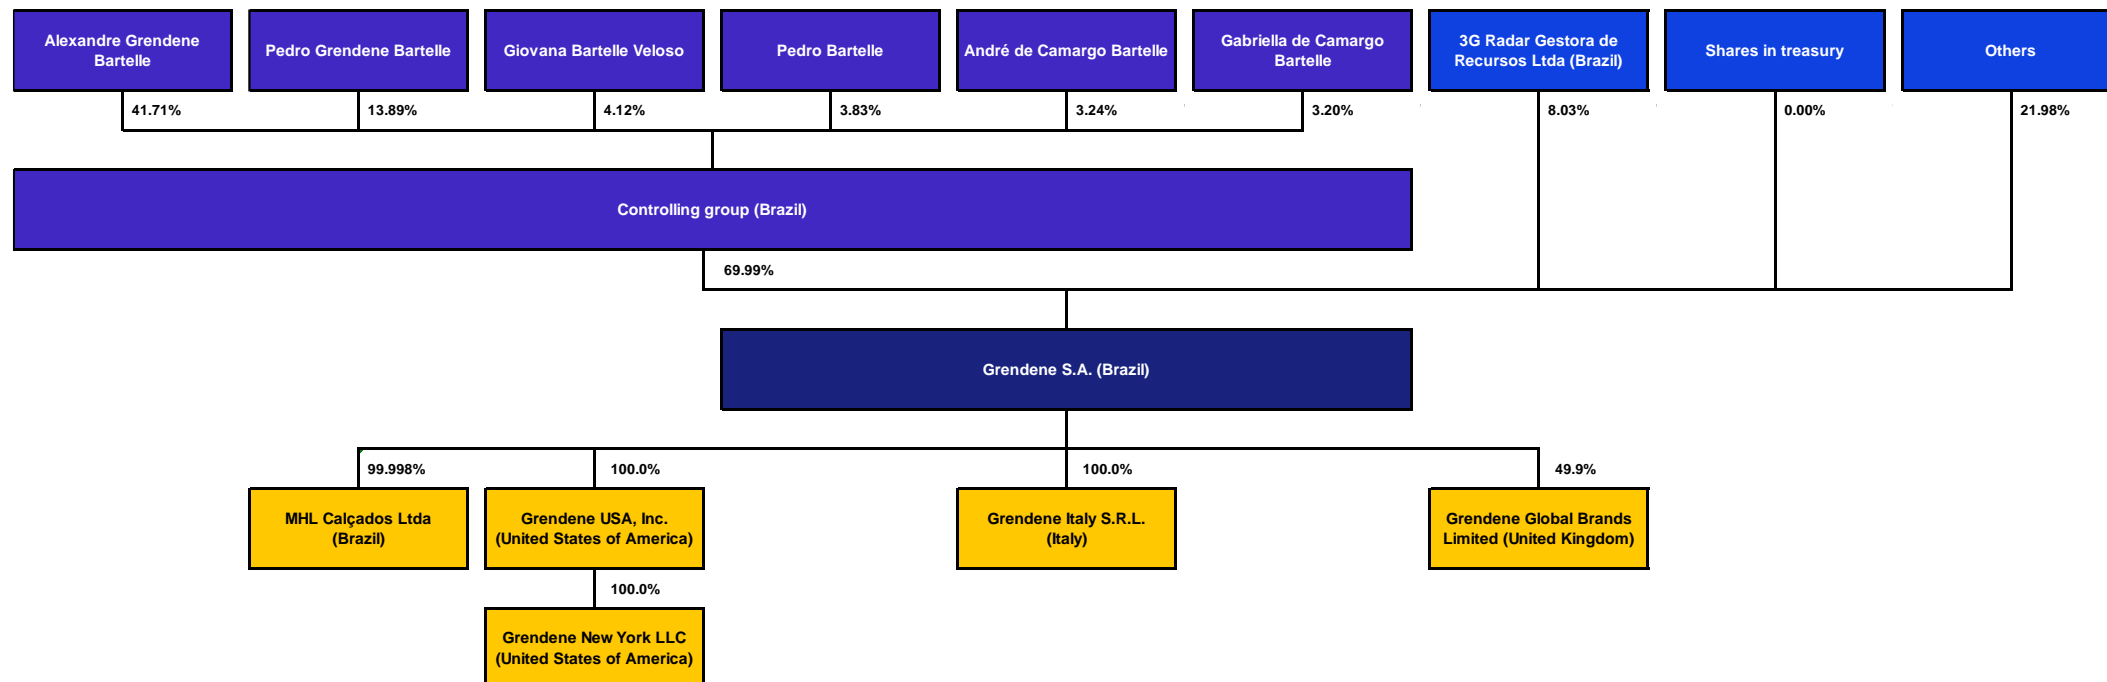 Alexandre Grendene
Bartelle
Pedro Grendene Bartelle
Giovana Bartelle Veloso
Pedro Bartelle
André de Camargo Bartelle
Gabriella de Camargo
Bartelle
3G Radar Gestora de
Recursos Ltda (Brazil)
Shares in treasury
Others
41.71%
13.89%
4.12%
3.83%
3.24%
3.20%
8.03%
0.00%
21.98%
Controlling group (Brazil)
69.99%
Grendene S.A. (Brazil)
99.998%
100.0%
100.0%
49.9%
MHL Calçados Ltda
(Brazil)
Grendene USA, Inc.
(United States of America)
Grendene Italy S.R.L.
(Italy)
Grendene Global Brands
Limited (United Kingdom)
100.0%
Grendene New York LLC
(United States of America)